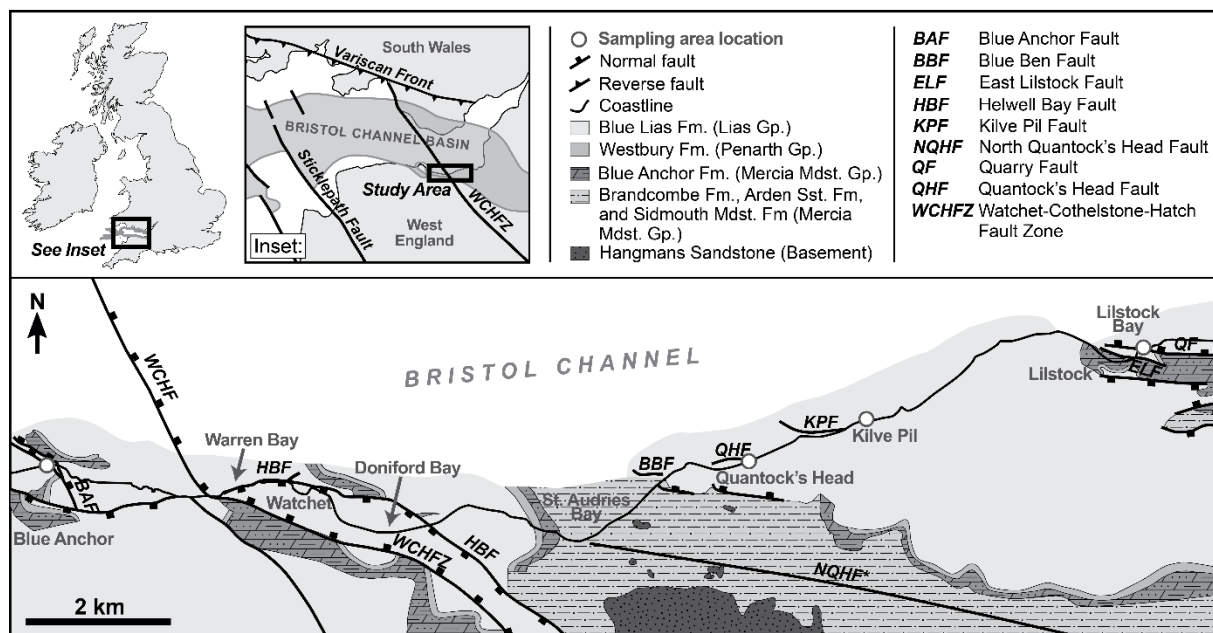 See Inset
Variscan Front
South Wales
BRISTOL CHANNEL BASIN
Sticklepath Fault
Study Area
WCHFZ
West
England
Inset:
Sampling area location
Normal fault
Reverse fault
Coastline
Blue Lias Fm. (Lias Gp.)
Westbury Fm. (Penarth Gp.)
Blue Anchor Fm. (Mercia Mdst. Gp.)
Brandcombe Fm., Arden Sst. Fm,
and Sidmouth Mdst. Fm (Mercia
Mdst. Gp.)
Hangmans Sandstone (Basement)
BAF Blue Anchor Fault
BBF Blue Ben Fault
ELF East Lilstock Fault
HBF Helwell Bay Fault
KPF Kilve Pil Fault
NQHF North Quantock's Head Fault
QF Quarry Fault
QHF Quantock's Head Fault
WCHFZ Watchet-Cothelstone-Hatch
Fault Zone
N
WCHF
BRISTOL CHANNEL
Lilstock
Bay
QF
ELF
Lilstock
KPF
Kilve Pil
Warren Bay
HBF
Doniford Bay
QHF
BBF
Quantock's Head
BAF
Watchet
St. Audries
Bay
Blue Anchor
WCHFZ
HBF
NQHF*
2 km